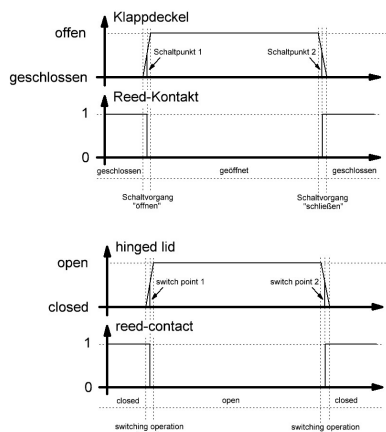 Klappdeckel
offen
Schaltpunkt 1
Schaltpunkt 2
geschlossen
Reed-Kontakt
1
0
geschlossen
geöffnet
geschlossen
Schaltvorgang
"öffnen"
Schaltvorgang
"schließen"
hinged lid
open
switch point 1
switch point 2
closed
reed-contact
1
0
closed
open
closed
switching operation
switching operation